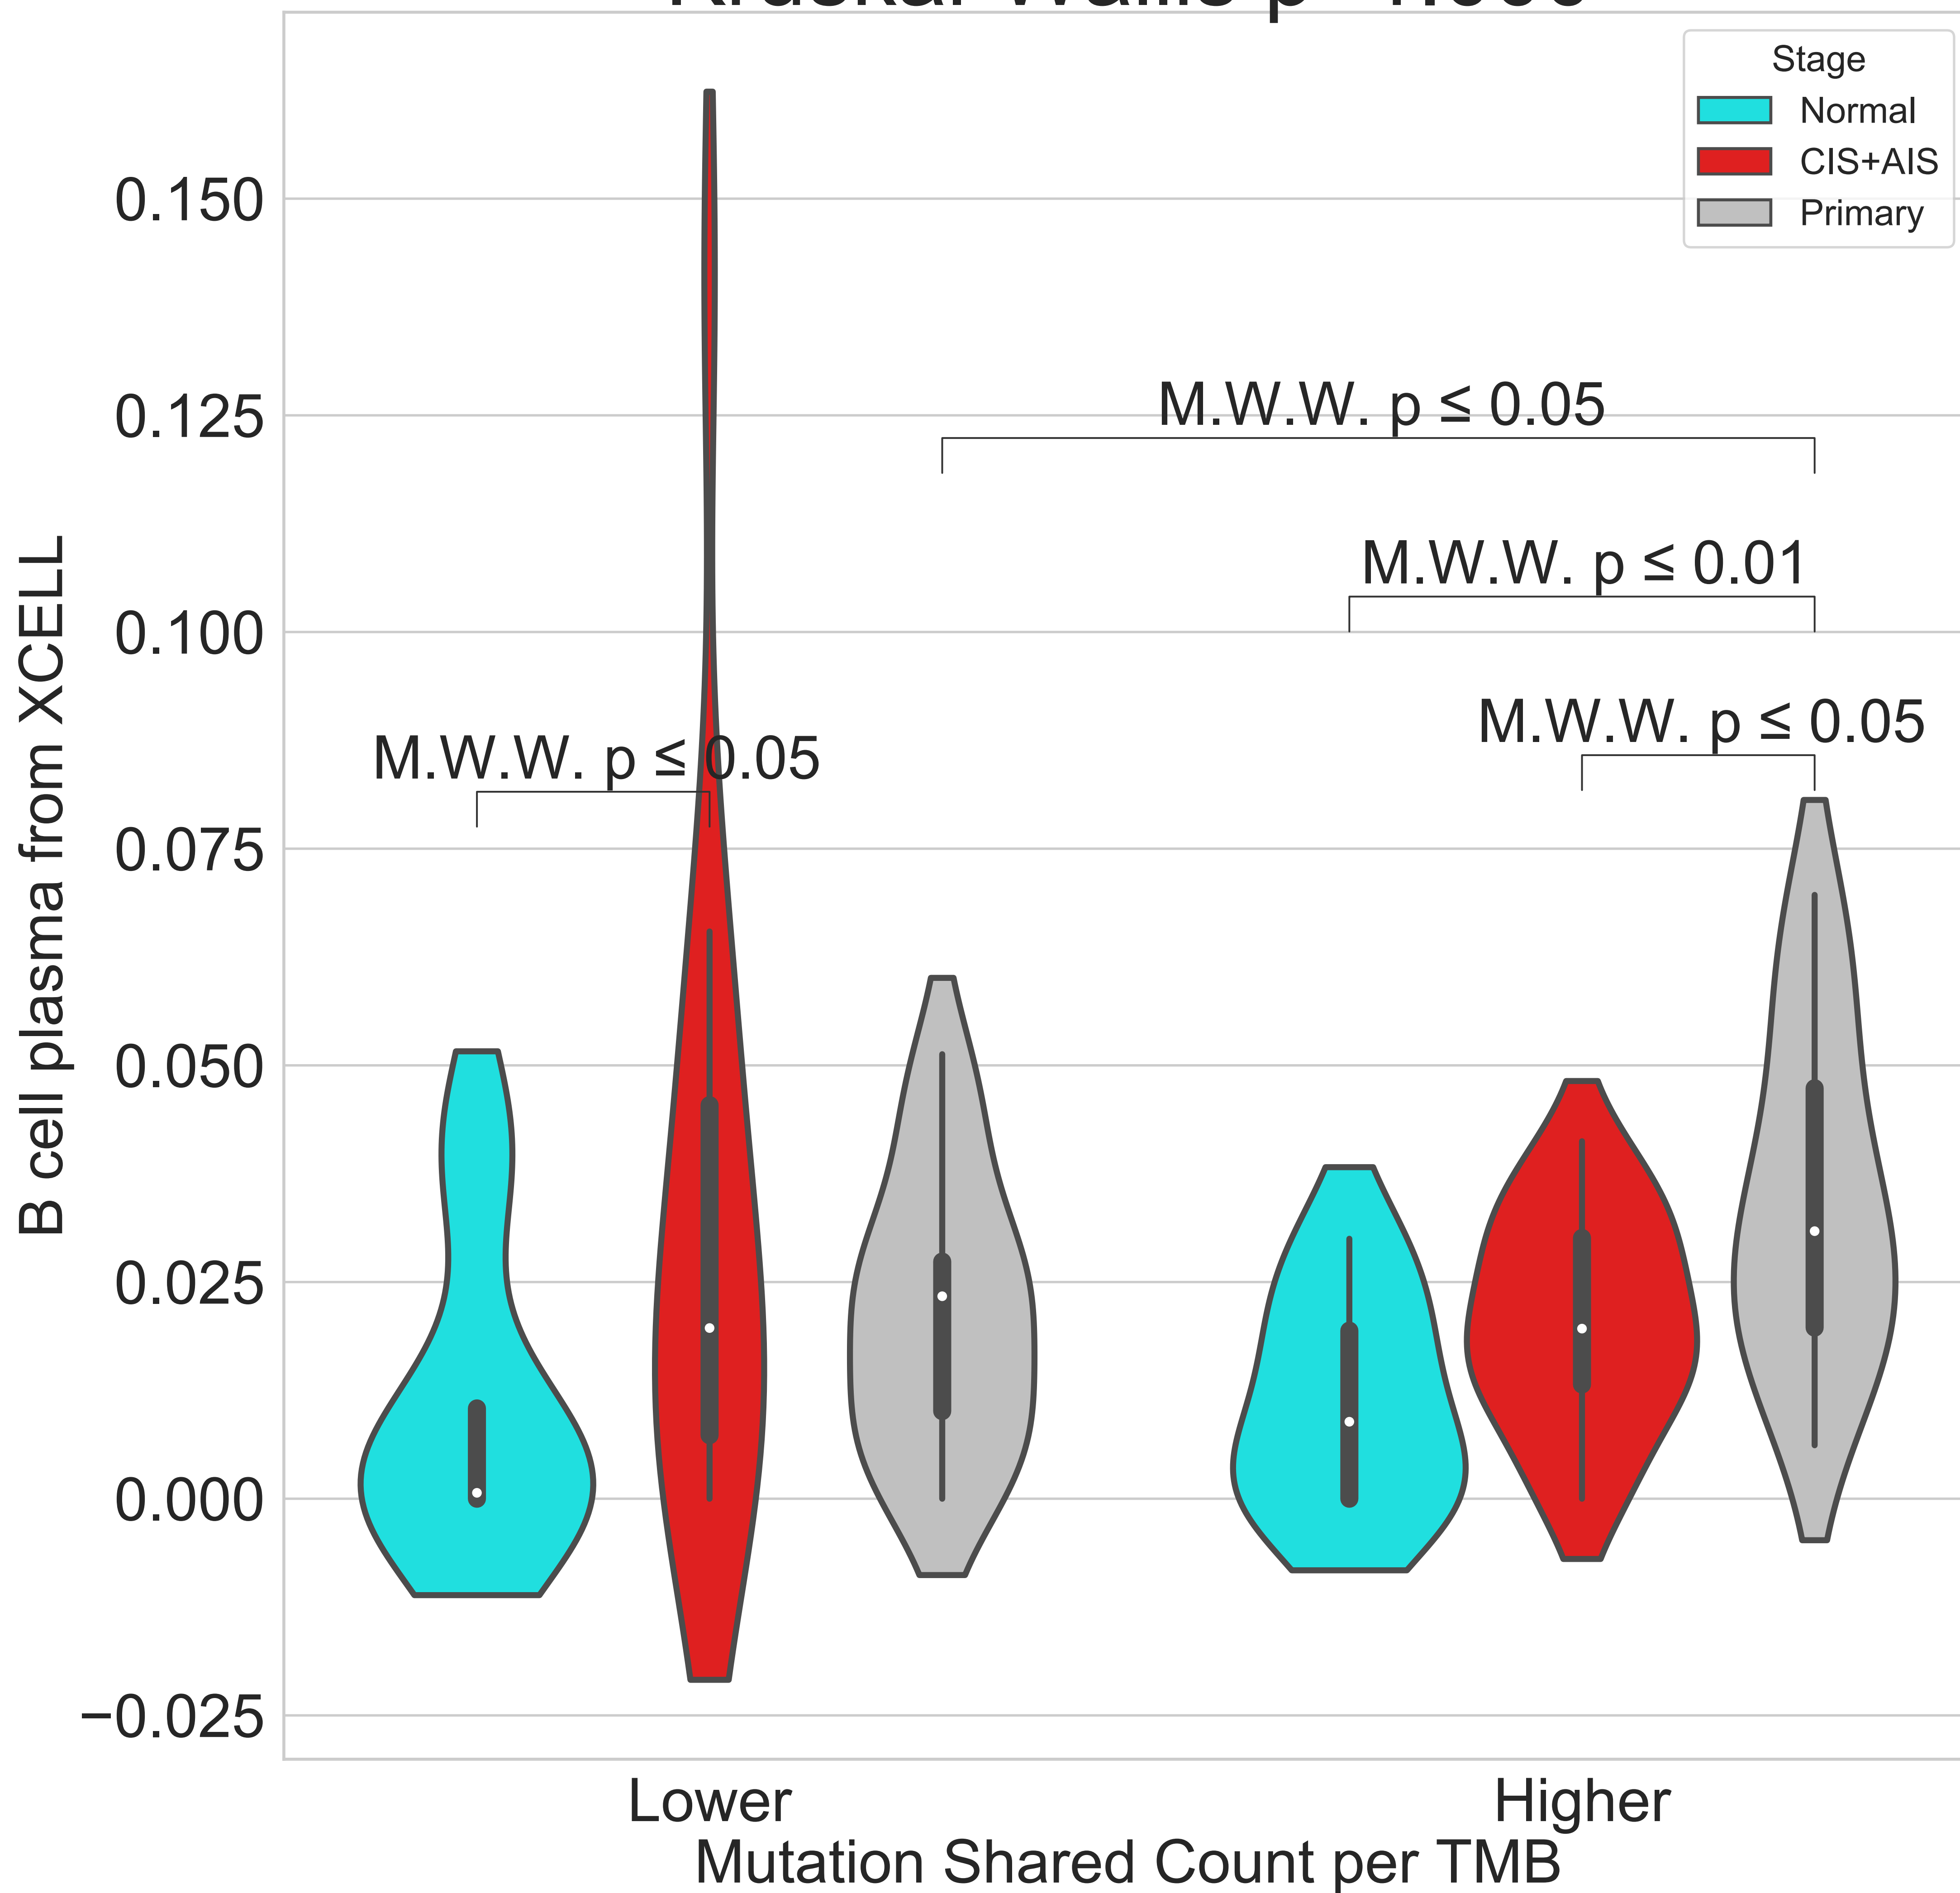 Stage
Normal
CIS+AIS
Primary
0.150
0.125
0.100
0.075
0.050
0.025
0.000
−0.025
B cell plasma from XCELL
M.W.W. p ≤ 0.05
M.W.W. p ≤ 0.01
M.W.W. p ≤ 0.05
M.W.W. p ≤ 0.05
Lower
Higher
Mutation Shared Count per TMB